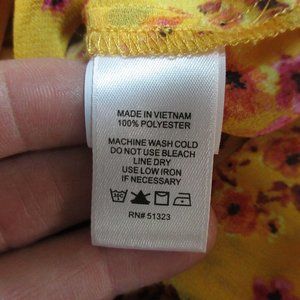 MADE IN VIETNAM
100% POLYESTER
MACHINE WASH COLD
DO NOT USE BLEACH
LINE DRY
USE LOW IRON
IF NECESSARY
RN# 51323